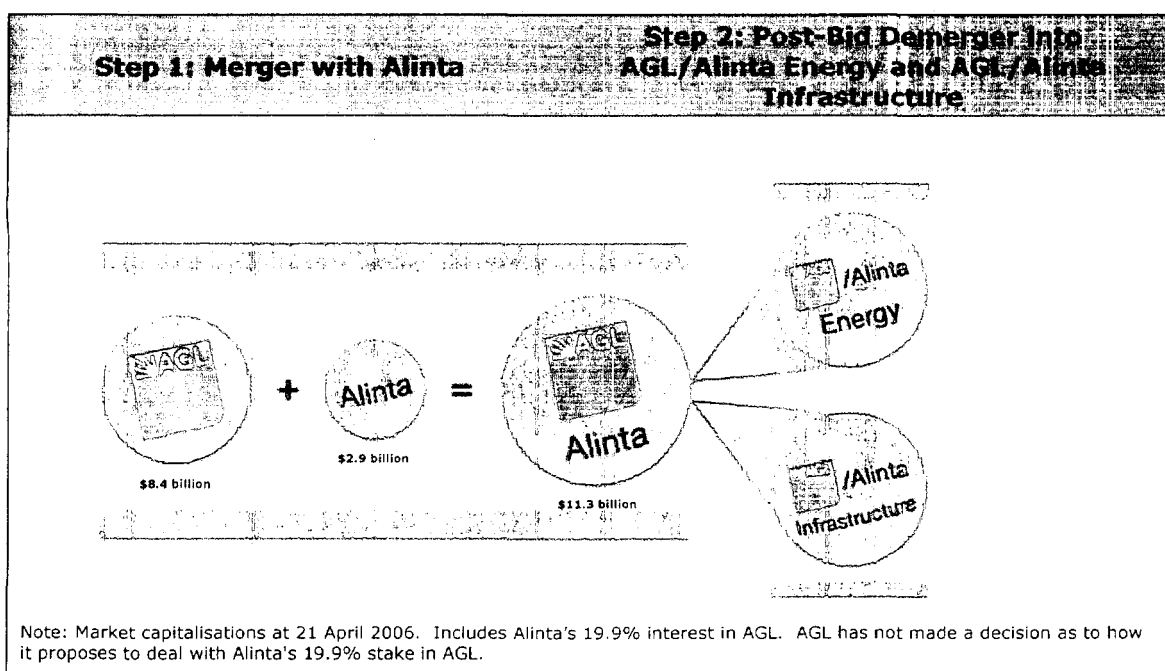 Step 1: Merger with Alinta
Step 2: Post-Bid Demerger into
AGL/Alinta Energy and AGL/Alinta
Infrastructure
AGL
+
Alinta
=
AGL
Alinta
$8.4 billion
$2.9 billion
$11.3 billion
/Alinta
Energy
/Alinta
Infrastructure
Note: Market capitalisations at 21 April 2006. Includes Alinta's 19.9% interest in AGL. AGL has not made a decision as to how
it proposes to deal with Alinta's 19.9% stake in AGL.